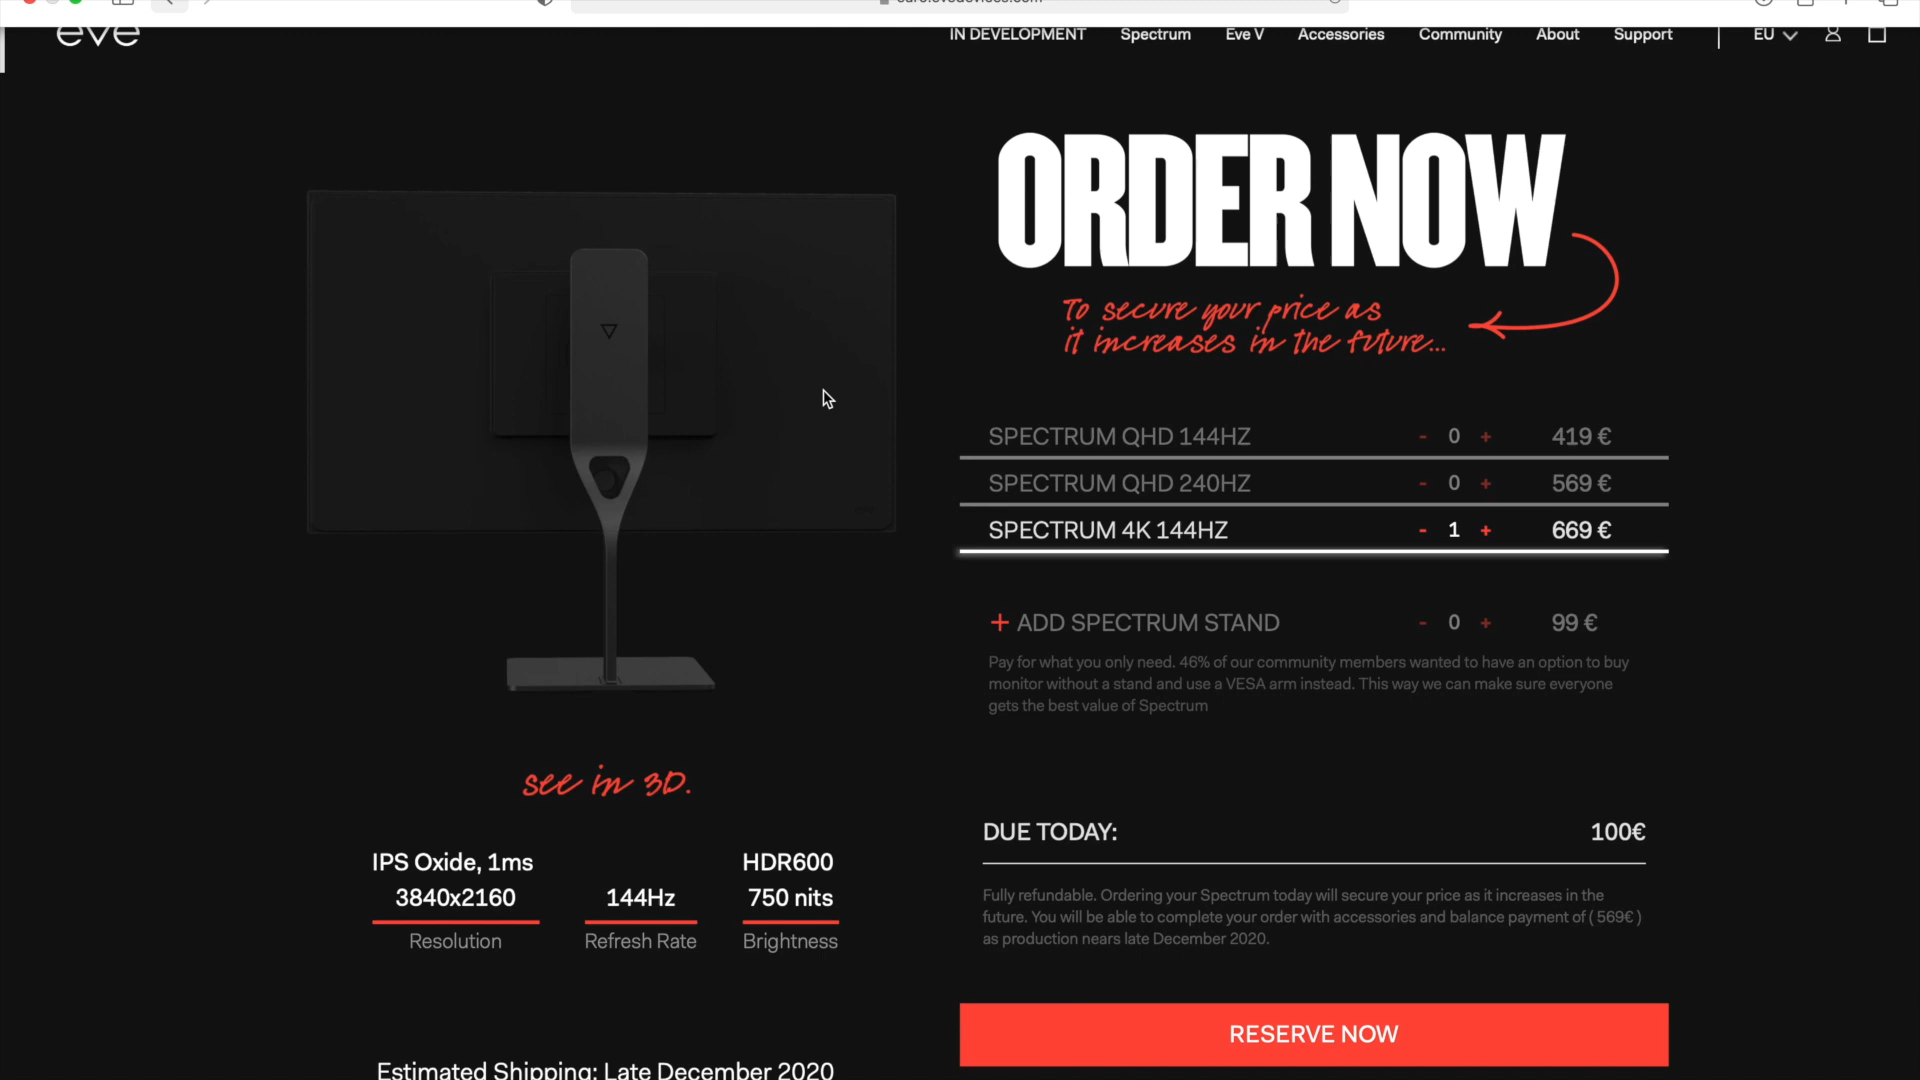 eve
IN DEVELOPMENT Spectrum Eve V Accessories Community About Support EU
ORDER NOW
To secure your price as
it increases in the future...
SPECTRUM QHD 144HZ - 0 + 419 €
SPECTRUM QHD 240HZ - 0 + 569 €
SPECTRUM 4K 144HZ - 1 + 669 €
+ ADD SPECTRUM STAND - 0 + 99 €
Pay for what you only need. 46% of our community members wanted to have an option to buy
monitor without a stand and use a VESA arm instead. This way we can make sure everyone
gets the best value of Spectrum
see in 3D.
IPS Oxide, 1ms
3840x2160
Resolution
144Hz
Refresh Rate
HDR600
750 nits
Brightness
Estimated Shipping: Late December 2020
DUE TODAY: 100€
Fully refundable. Ordering your Spectrum today will secure your price as it increases in the
future. You will be able to complete your order with accessories and balance payment of ( 569€ )
as production nears late December 2020.
RESERVE NOW